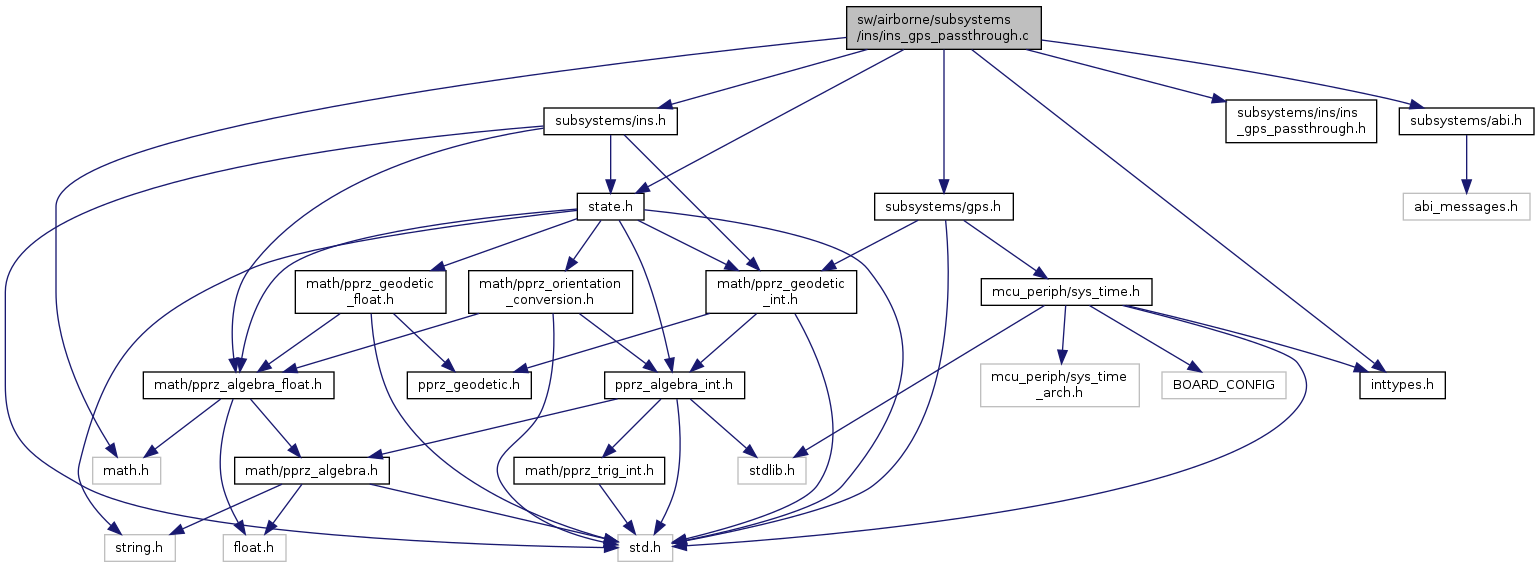 sw/airborne/subsystems
/ins/ins_gps_passthrough.c
subsystems/ins.h
subsystems/ins/ins
_gps_passthrough.h
subsystems/abi.h
state.h
subsystems/gps.h
abi_messages.h
math/pprz_geodetic
_float.h
math/pprz_orientation
_conversion.h
math/pprz_geodetic
_int.h
mcu_periph/sys_time.h
math/pprz_algebra_float.h
pprz_geodetic.h
pprz_algebra_int.h
mcu_periph/sys_time
_arch.h
BOARD_CONFIG
inttypes.h
math.h
math/pprz_algebra.h
math/pprz_trig_int.h
stdlib.h
string.h
float.h
std.h